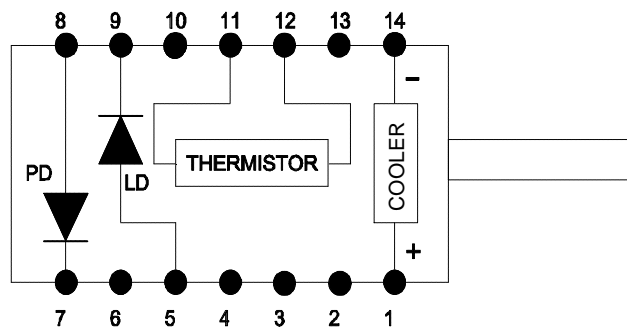 8 9 10 11 12 13 14
−
THERMISTOR
COOLER
PD
LD
+
7 6 5 4 3 2 1